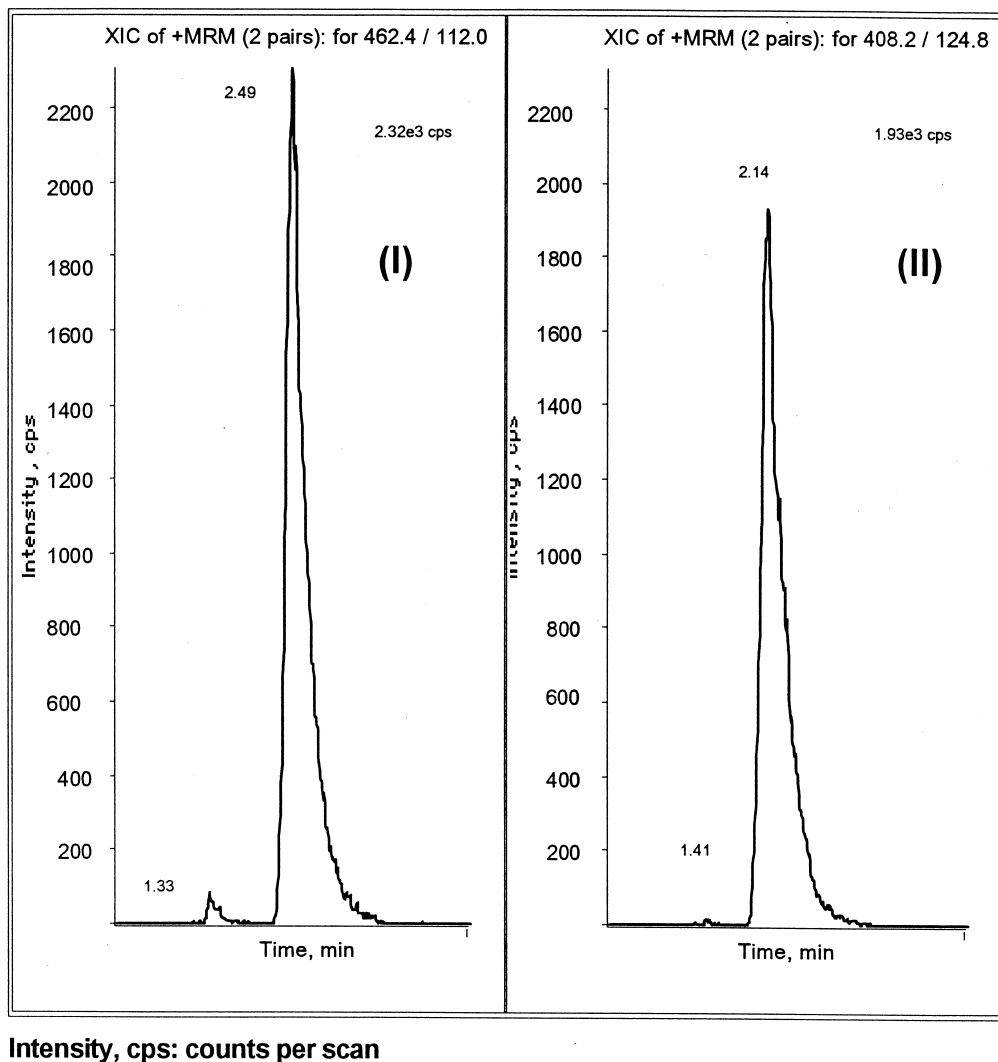 XIC of +MRM (2 pairs): for 462.4 / 112.0
2.49
2.32e3 cps
(I)
2200
2000
1800
1600
1400
1200
1000
800
600
400
200
Intensity, cps
1.33
Time, min
XIC of +MRM (2 pairs): for 408.2 / 124.8
2.14
1.93e3 cps
(II)
2200
2000
1800
1600
1400
1200
1000
800
600
400
200
Intensity, cps
1.41
Time, min
Intensity, cps: counts per scan